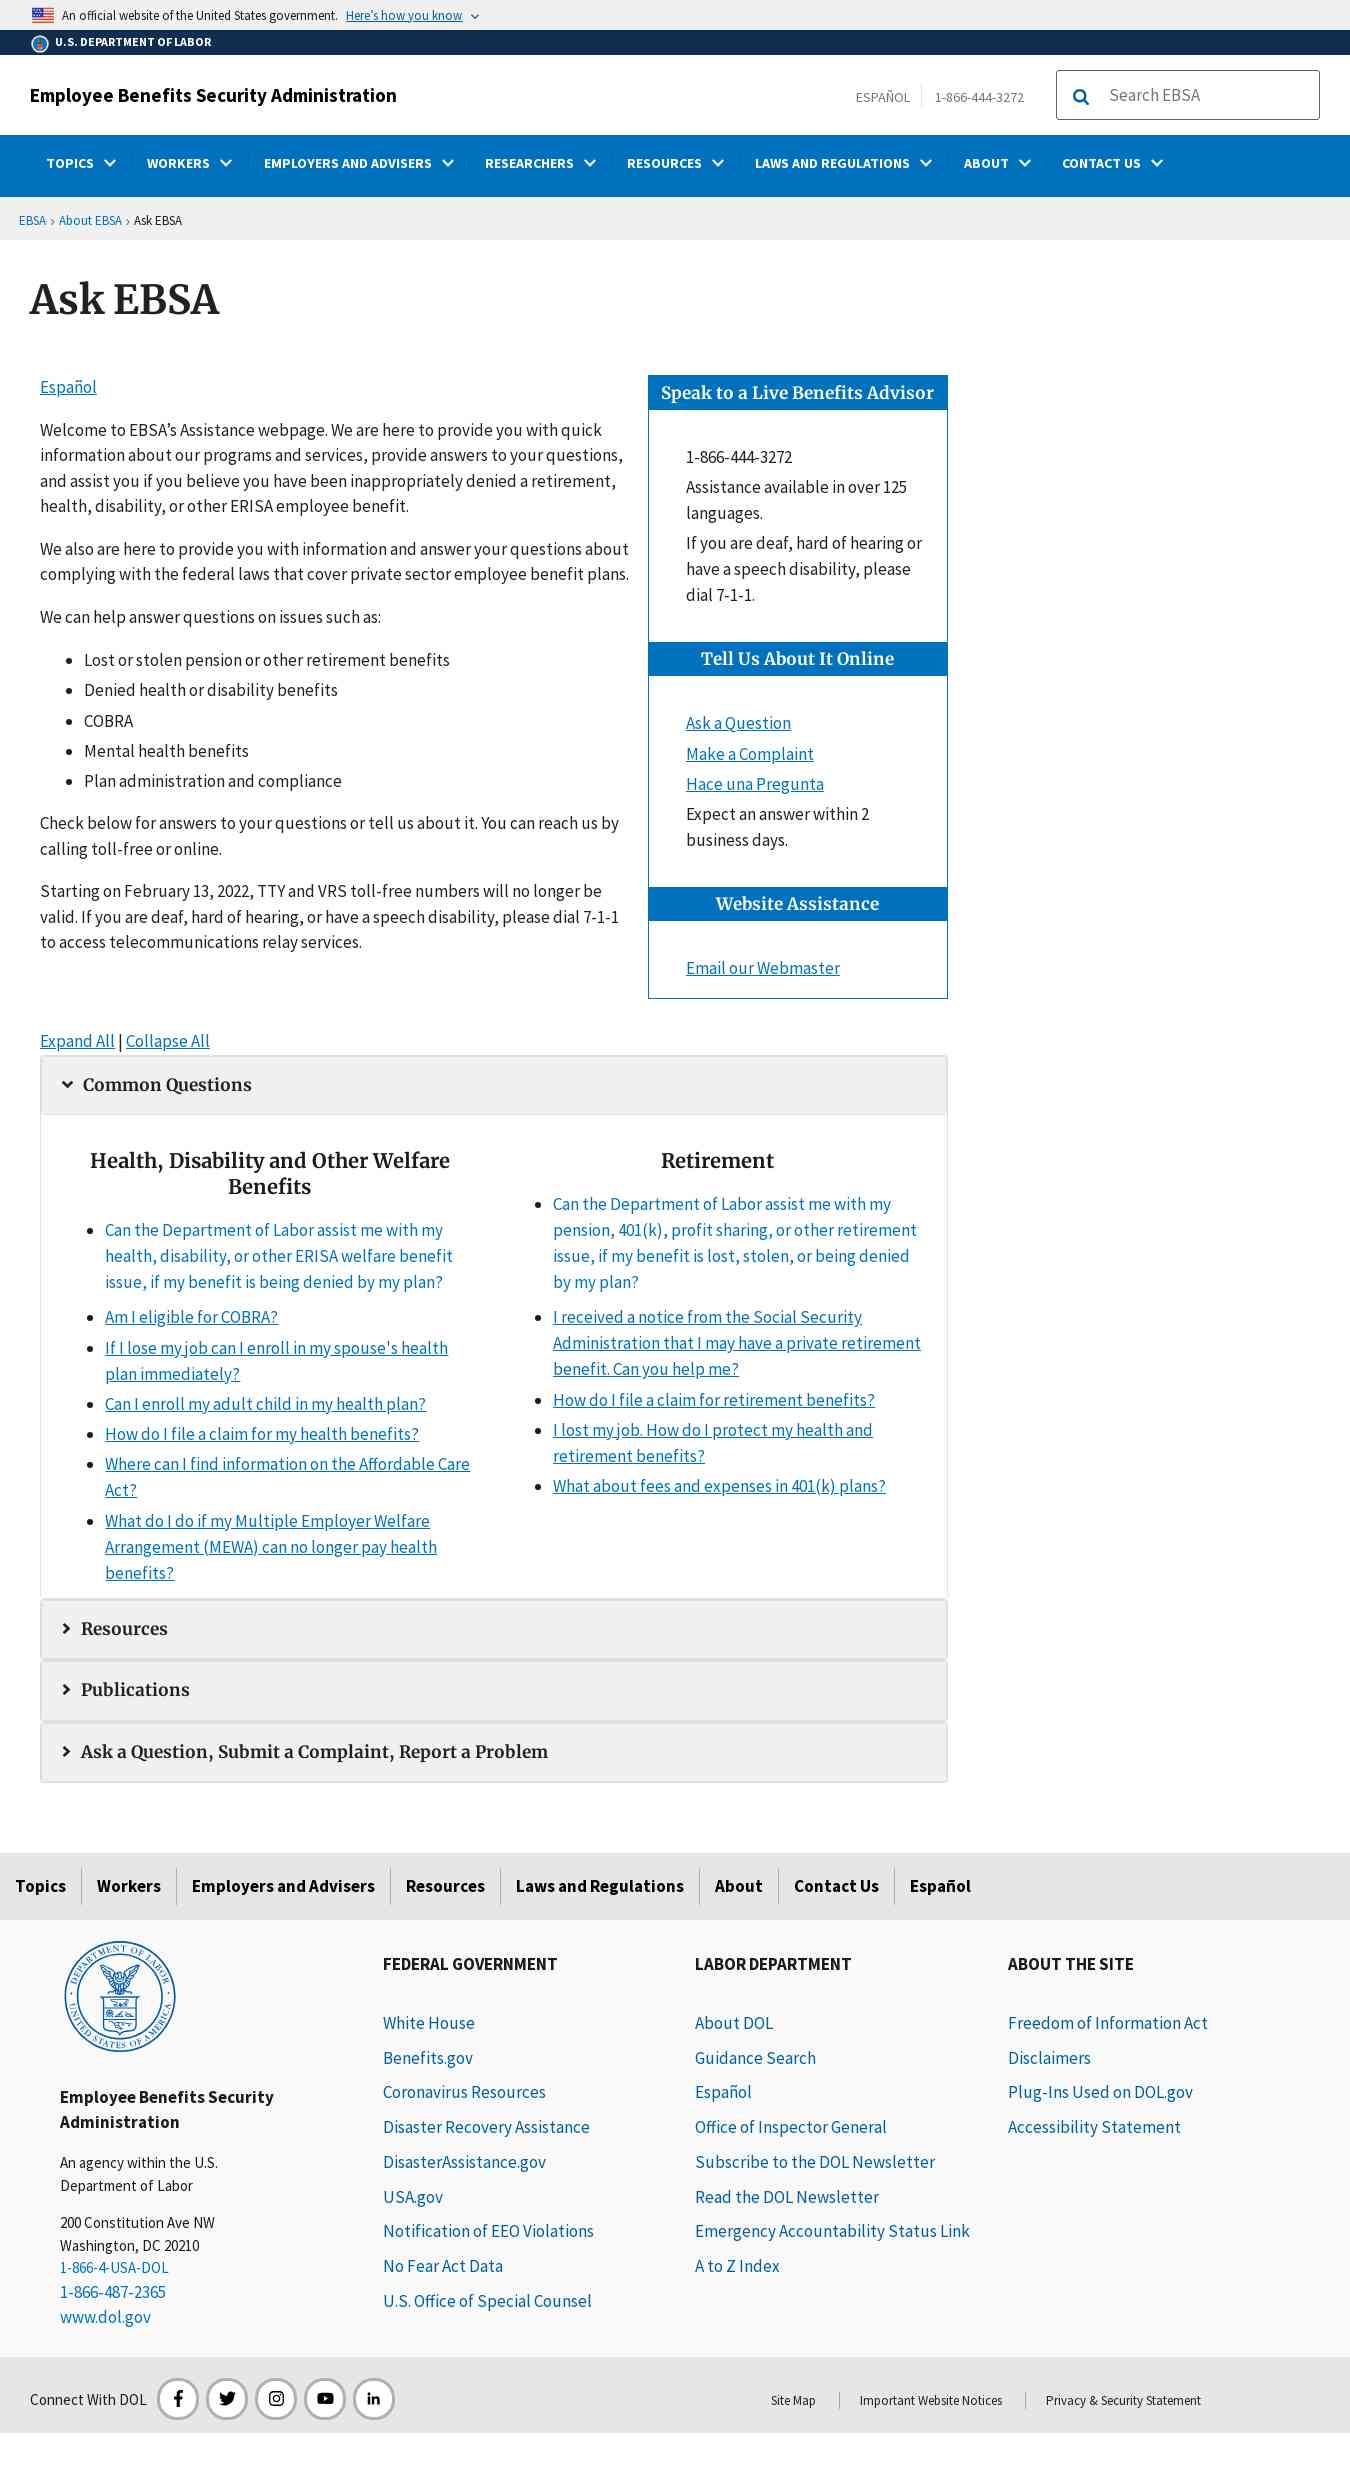 An official website of the United States government. Here's how you know
U.S. DEPARTMENT OF LABOR
Employee Benefits Security Administration
ESPAÑOL
1-866-444-3272
Search EBSA
TOPICS WORKERS EMPLOYERS AND ADVISERS RESEARCHERS RESOURCES LAWS AND REGULATIONS ABOUT CONTACT US
EBSA › About EBSA › Ask EBSA
Ask EBSA
Español
Welcome to EBSA’s Assistance webpage. We are here to provide you with quick
information about our programs and services, provide answers to your questions,
and assist you if you believe you have been inappropriately denied a retirement,
health, disability, or other ERISA employee benefit.
We also are here to provide you with information and answer your questions about
complying with the federal laws that cover private sector employee benefit plans.
We can help answer questions on issues such as:
Lost or stolen pension or other retirement benefits
Denied health or disability benefits
COBRA
Mental health benefits
Plan administration and compliance
Check below for answers to your questions or tell us about it. You can reach us by
calling toll-free or online.
Starting on February 13, 2022, TTY and VRS toll-free numbers will no longer be
valid. If you are deaf, hard of hearing, or have a speech disability, please dial 7-1-1
to access telecommunications relay services.
Speak to a Live Benefits Advisor
1-866-444-3272
Assistance available in over 125
languages.
If you are deaf, hard of hearing or
have a speech disability, please
dial 7-1-1.
Tell Us About It Online
Ask a Question
Make a Complaint
Hace una Pregunta
Expect an answer within 2
business days.
Website Assistance
Email our Webmaster
Expand All | Collapse All
Common Questions
Health, Disability and Other Welfare
Benefits
Can the Department of Labor assist me with my
health, disability, or other ERISA welfare benefit
issue, if my benefit is being denied by my plan?
Am I eligible for COBRA?
If I lose my job can I enroll in my spouse's health
plan immediately?
Can I enroll my adult child in my health plan?
How do I file a claim for my health benefits?
Where can I find information on the Affordable Care
Act?
What do I do if my Multiple Employer Welfare
Arrangement (MEWA) can no longer pay health
benefits?
Retirement
Can the Department of Labor assist me with my
pension, 401(k), profit sharing, or other retirement
issue, if my benefit is lost, stolen, or being denied
by my plan?
I received a notice from the Social Security
Administration that I may have a private retirement
benefit. Can you help me?
How do I file a claim for retirement benefits?
I lost my job. How do I protect my health and
retirement benefits?
What about fees and expenses in 401(k) plans?
Resources
Publications
Ask a Question, Submit a Complaint, Report a Problem
Topics Workers Employers and Advisers Resources Laws and Regulations About Contact Us Español
DEPARTMENT OF LABOR
UNITED STATES OF AMERICA
Employee Benefits Security
Administration
An agency within the U.S.
Department of Labor
200 Constitution Ave NW
Washington, DC 20210
1-866-4-USA-DOL
1-866-487-2365
www.dol.gov
FEDERAL GOVERNMENT
White House
Benefits.gov
Coronavirus Resources
Disaster Recovery Assistance
DisasterAssistance.gov
USA.gov
Notification of EEO Violations
No Fear Act Data
U.S. Office of Special Counsel
LABOR DEPARTMENT
About DOL
Guidance Search
Español
Office of Inspector General
Subscribe to the DOL Newsletter
Read the DOL Newsletter
Emergency Accountability Status Link
A to Z Index
ABOUT THE SITE
Freedom of Information Act
Disclaimers
Plug-Ins Used on DOL.gov
Accessibility Statement
Connect With DOL
Site Map
Important Website Notices
Privacy & Security Statement